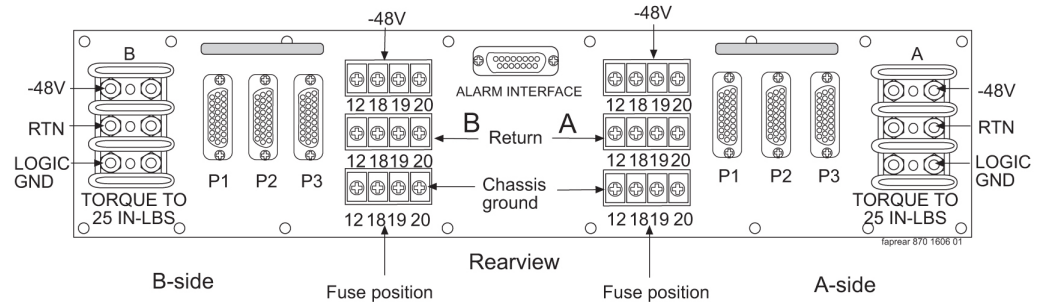 -48V
-48V
B
A
-48V
-48V
ALARM INTERFACE
12 18 19 20
12 18 19 20
RTN
B Return A
RTN
12 18 19 20
12 18 19 20
LOGIC
GND
P1 P2 P3
Chassis
ground
P1 P2 P3
LOGIC
GND
TORQUE TO
25 IN-LBS
12 18 19 20
12 18 19 20
TORQUE TO
25 IN-LBS
faprear 870 1606 01
B-side
Rearview
A-side
Fuse position
Fuse position